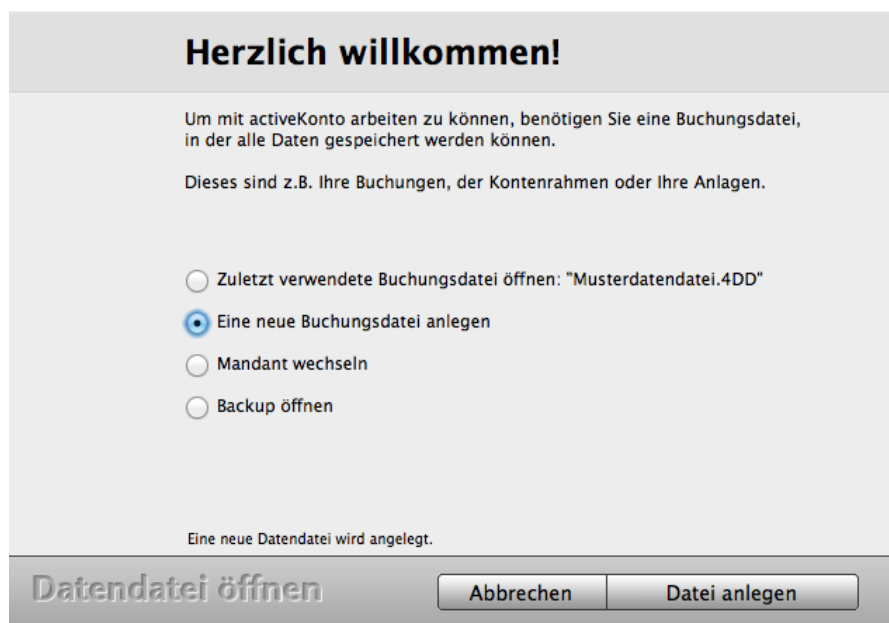 Herzlich willkommen!
Um mit activeKonto arbeiten zu können, benötigen Sie eine Buchungsdatei,
in der alle Daten gespeichert werden können.
Dieses sind z.B. Ihre Buchungen, der Kontenrahmen oder Ihre Anlagen.
Zuletzt verwendete Buchungsdatei öffnen: "Musterdatendatei.4DD"
Eine neue Buchungsdatei anlegen
Mandant wechseln
Backup öffnen
Eine neue Datendatei wird angelegt.
Datendatei öffnen
Abbrechen
Datei anlegen